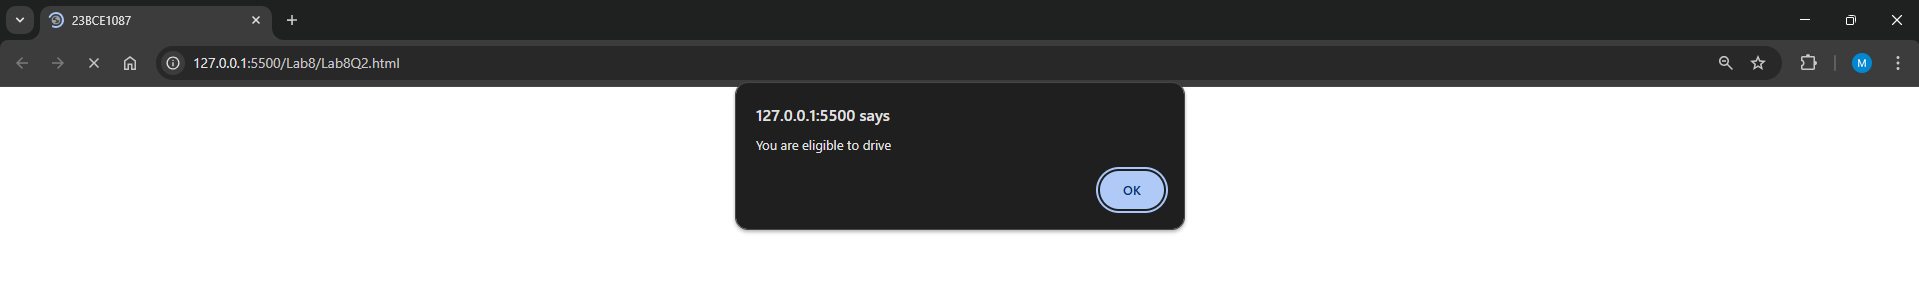 23BCE1087
127.0.0.1:5500/Lab8/Lab8Q2.html
M
127.0.0.1:5500 says
You are eligible to drive
OK